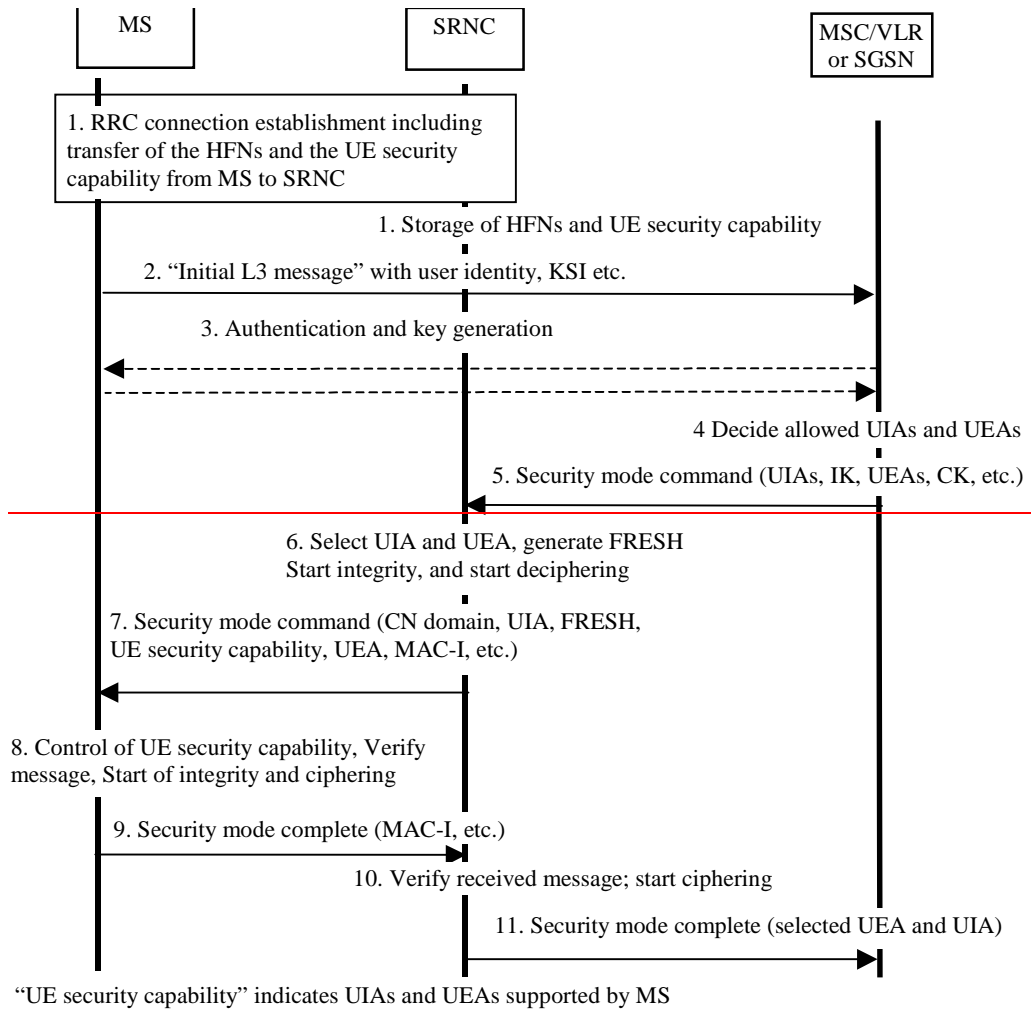 MS
SRNC
MSC/VLR
or SGSN
1. RRC connection establishment including
transfer of the HFNs and the UE security
capability from MS to SRNC
1. Storage of HFNs and UE security capability
2. “Initial L3 message” with user identity, KSI etc.
3. Authentication and key generation
4 Decide allowed UIAs and UEAs
5. Security mode command (UIAs, IK, UEAs, CK, etc.)
6. Select UIA and UEA, generate FRESH
Start integrity, and start deciphering
7. Security mode command (CN domain, UIA, FRESH,
UE security capability, UEA, MAC-I, etc.)
8. Control of UE security capability, Verify
message, Start of integrity and ciphering
9. Security mode complete (MAC-I, etc.)
10. Verify received message; start ciphering
11. Security mode complete (selected UEA and UIA)
“UE security capability” indicates UIAs and UEAs supported by MS